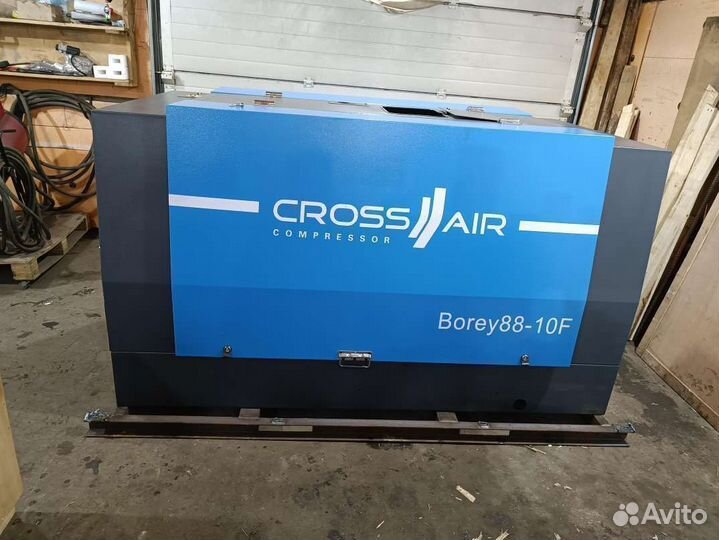 CROSS AIR
COMPRESSOR
Borey88-10F
Avito